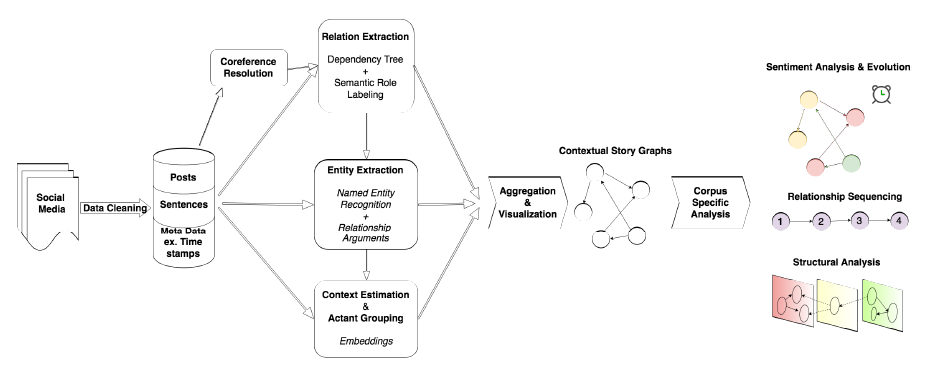 Social
Media
Data Cleaning
Posts
Sentences
Meta Data
ex. Time
stamps
Coreference
Resolution
Relation Extraction
Dependency Tree
+
Semantic Role
Labeling
Entity Extraction
Named Entity
Recognition
+
Relationship
Arguments
Context Estimation
&
Actant Grouping
Embeddings
Aggregation
&
Visualization
Contextual Story Graphs
Corpus
Specific
Analysis
Sentiment Analysis & Evolution
Relationship Sequencing
1 2 3 4
Structural Analysis